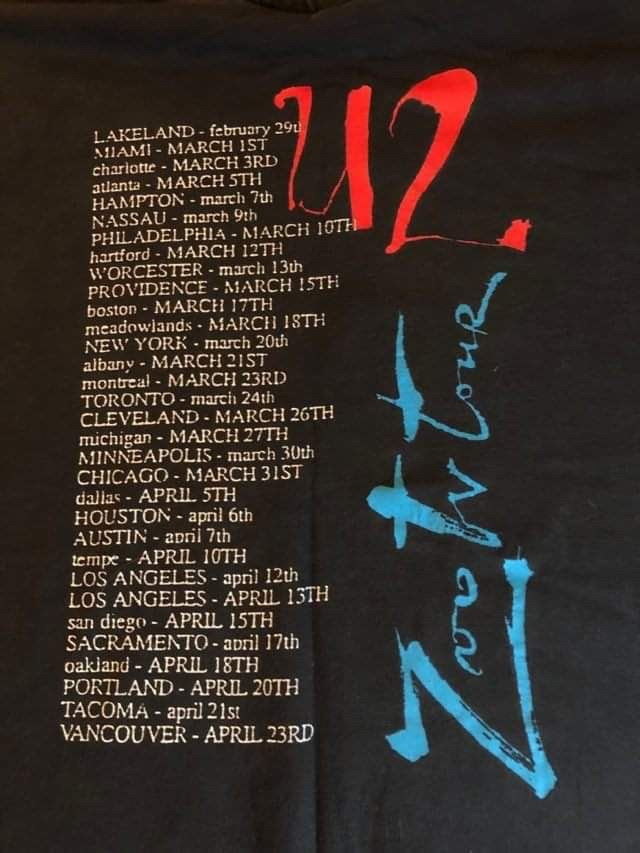 U2
LAKELAND - february 29th
MIAMI - MARCH 1ST
charlotte - MARCH 3RD
atlanta - MARCH 5TH
HAMPTON - march 7th
NASSAU - march 9th
PHILADELPHIA - MARCH 10TH
hartford - MARCH 12TH
WORCESTER - march 13th
PROVIDENCE - MARCH 15TH
boston - MARCH 17TH
meadowlands - MARCH 18TH
NEW YORK - march 20th
albany - MARCH 21ST
montreal - MARCH 23RD
TORONTO - march 24th
CLEVELAND - MARCH 26TH
michigan - MARCH 27TH
MINNEAPOLIS - march 30th
CHICAGO - MARCH 31ST
dallas - APRIL 5TH
HOUSTON - april 6th
AUSTIN - april 7th
tempe - APRIL 10TH
LOS ANGELES - april 12th
LOS ANGELES - APRIL 13TH
san diego - APRIL 15TH
SACRAMENTO - april 17th
oakland - APRIL 18TH
PORTLAND - APRIL 20TH
TACOMA - april 21st
VANCOUVER - APRIL 23RD
Zoo tv touR